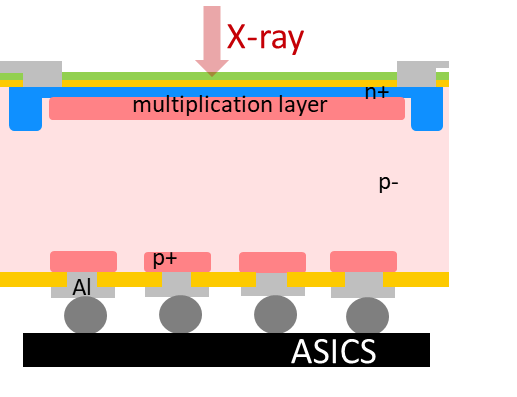 X-ray
n+
multiplication layer
p-
p+
Al
ASICS